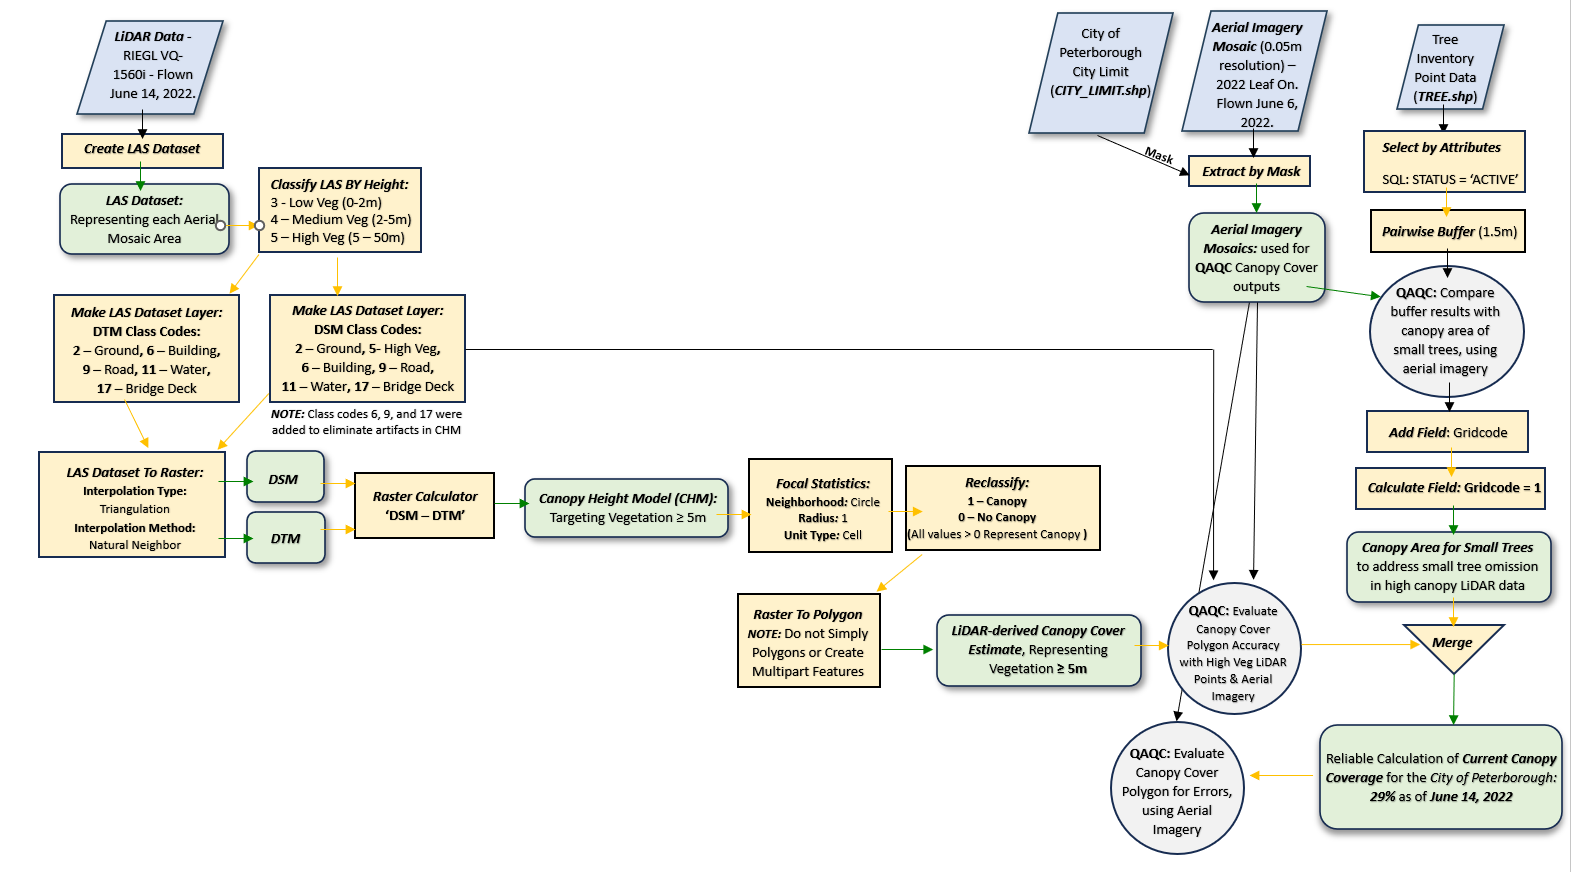 LiDAR Data -
RIEGL VQ-
1560i - Flown
June 14, 2022.
Create LAS Dataset
LAS Dataset:
Representing each Aerial
Mosaic Area
Classify LAS BY Height:
3 - Low Veg (0-2m)
4 – Medium Veg (2-5m)
5 – High Veg (5 – 50m)
Make LAS Dataset Layer:
DTM Class Codes:
2 – Ground, 6 – Building,
9 – Road, 11 – Water,
17 – Bridge Deck
Make LAS Dataset Layer:
DSM Class Codes:
2 – Ground, 5- High Veg,
6 – Building, 9 – Road,
11 – Water, 17 – Bridge Deck
NOTE: Class codes 6, 9, and 17 were
added to eliminate artifacts in CHM
LAS Dataset To Raster:
Interpolation Type:
Triangulation
Interpolation Method:
Natural Neighbor
DSM
DTM
Raster Calculator
‘DSM – DTM’
Canopy Height Model (CHM):
Targeting Vegetation ≥ 5m
Focal Statistics:
Neighborhood: Circle
Radius: 1
Unit Type: Cell
Reclassify:
1 – Canopy
0 – No Canopy
(All values > 0 Represent Canopy )
Raster To Polygon
NOTE: Do not Simply
Polygons or Create
Multipart Features
LiDAR-derived Canopy Cover
Estimate, Representing
Vegetation ≥ 5m
City of
Peterborough
City Limit
(CITY_LIMIT.shp)
Mask
Aerial Imagery
Mosaic (0.05m
resolution) –
2022 Leaf On.
Flown June 6,
2022.
Extract by Mask
Aerial Imagery
Mosaics: used for
QAQC Canopy Cover
outputs
Tree
Inventory
Point Data
(TREE.shp)
Select by Attributes
SQL: STATUS = ‘ACTIVE’
Pairwise Buffer (1.5m)
QAQC: Compare
buffer results with
canopy area of
small trees, using
aerial imagery
Add Field: Gridcode
Calculate Field: Gridcode = 1
Canopy Area for Small Trees
to address small tree omission
in high canopy LiDAR data
Merge
QAQC: Evaluate
Canopy Cover
Polygon Accuracy
with High Veg LiDAR
Points & Aerial
Imagery
QAQC: Evaluate
Canopy Cover
Polygon for Errors,
using Aerial
Imagery
Reliable Calculation of Current Canopy
Coverage for the City of Peterborough:
29% as of June 14, 2022